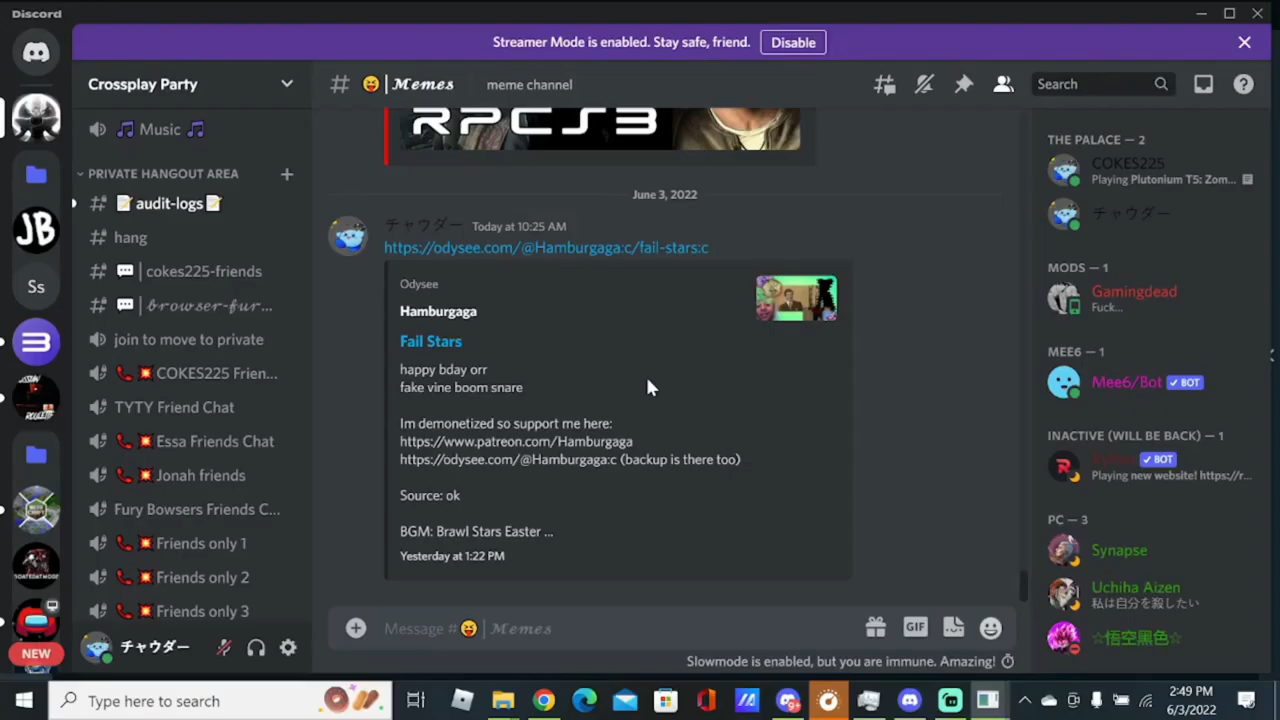 Discord
Streamer Mode is enabled. Stay safe, friend.
Disable
Crossplay Party
😝 | 𝓜𝓮𝓶𝓮𝓼
meme channel
Search
🎵 Music 🎵
PRIVATE HANGOUT AREA
📝audit-logs📝
hang
💬 | cokes225-friends
💬 | 𝓫𝓻𝓸𝔀𝓼𝓮𝓻-𝓯𝓾𝓻...
join to move to private
📞💥COKES225 Frien...
TYTY Friend Chat
📞💥Essa Friends Chat
📞💥Jonah friends
Fury Bowsers Friends C...
📞💥Friends only 1
📞💥Friends only 2
📞💥Friends only 3
チャウダー
JB
Ss
NEW
RPCS3
June 3, 2022
チャウダー Today at 10:25 AM
https://odysee.com/@Hamburgaga:c/fail-stars:c
Odysee
Hamburgaga
Fail Stars
happy bday orr
fake vine boom snare
Im demonetized so support me here:
https://www.patreon.com/Hamburgaga
https://odysee.com/@Hamburgaga:c (backup is there too)
Source: ok
BGM: Brawl Stars Easter ...
Yesterday at 1:22 PM
Message #😝 | 𝓜𝓮𝓶𝓮𝓼
GIF
Slowmode is enabled, but you are immune. Amazing!
THE PALACE — 2
COKES225
Playing Plutonium T5: Zom...
チャウダー
MODS — 1
Gamingdead
Fuck...
MEE6 — 1
Mee6/Bot ✓ BOT
INACTIVE (WILL BE BACK) — 1
✓ BOT
Playing new website! https://r...
PC — 3
Synapse
Uchiha Aizen
私は自分を殺したい
☆悟空黑色☆
Type here to search
2:49 PM
6/3/2022